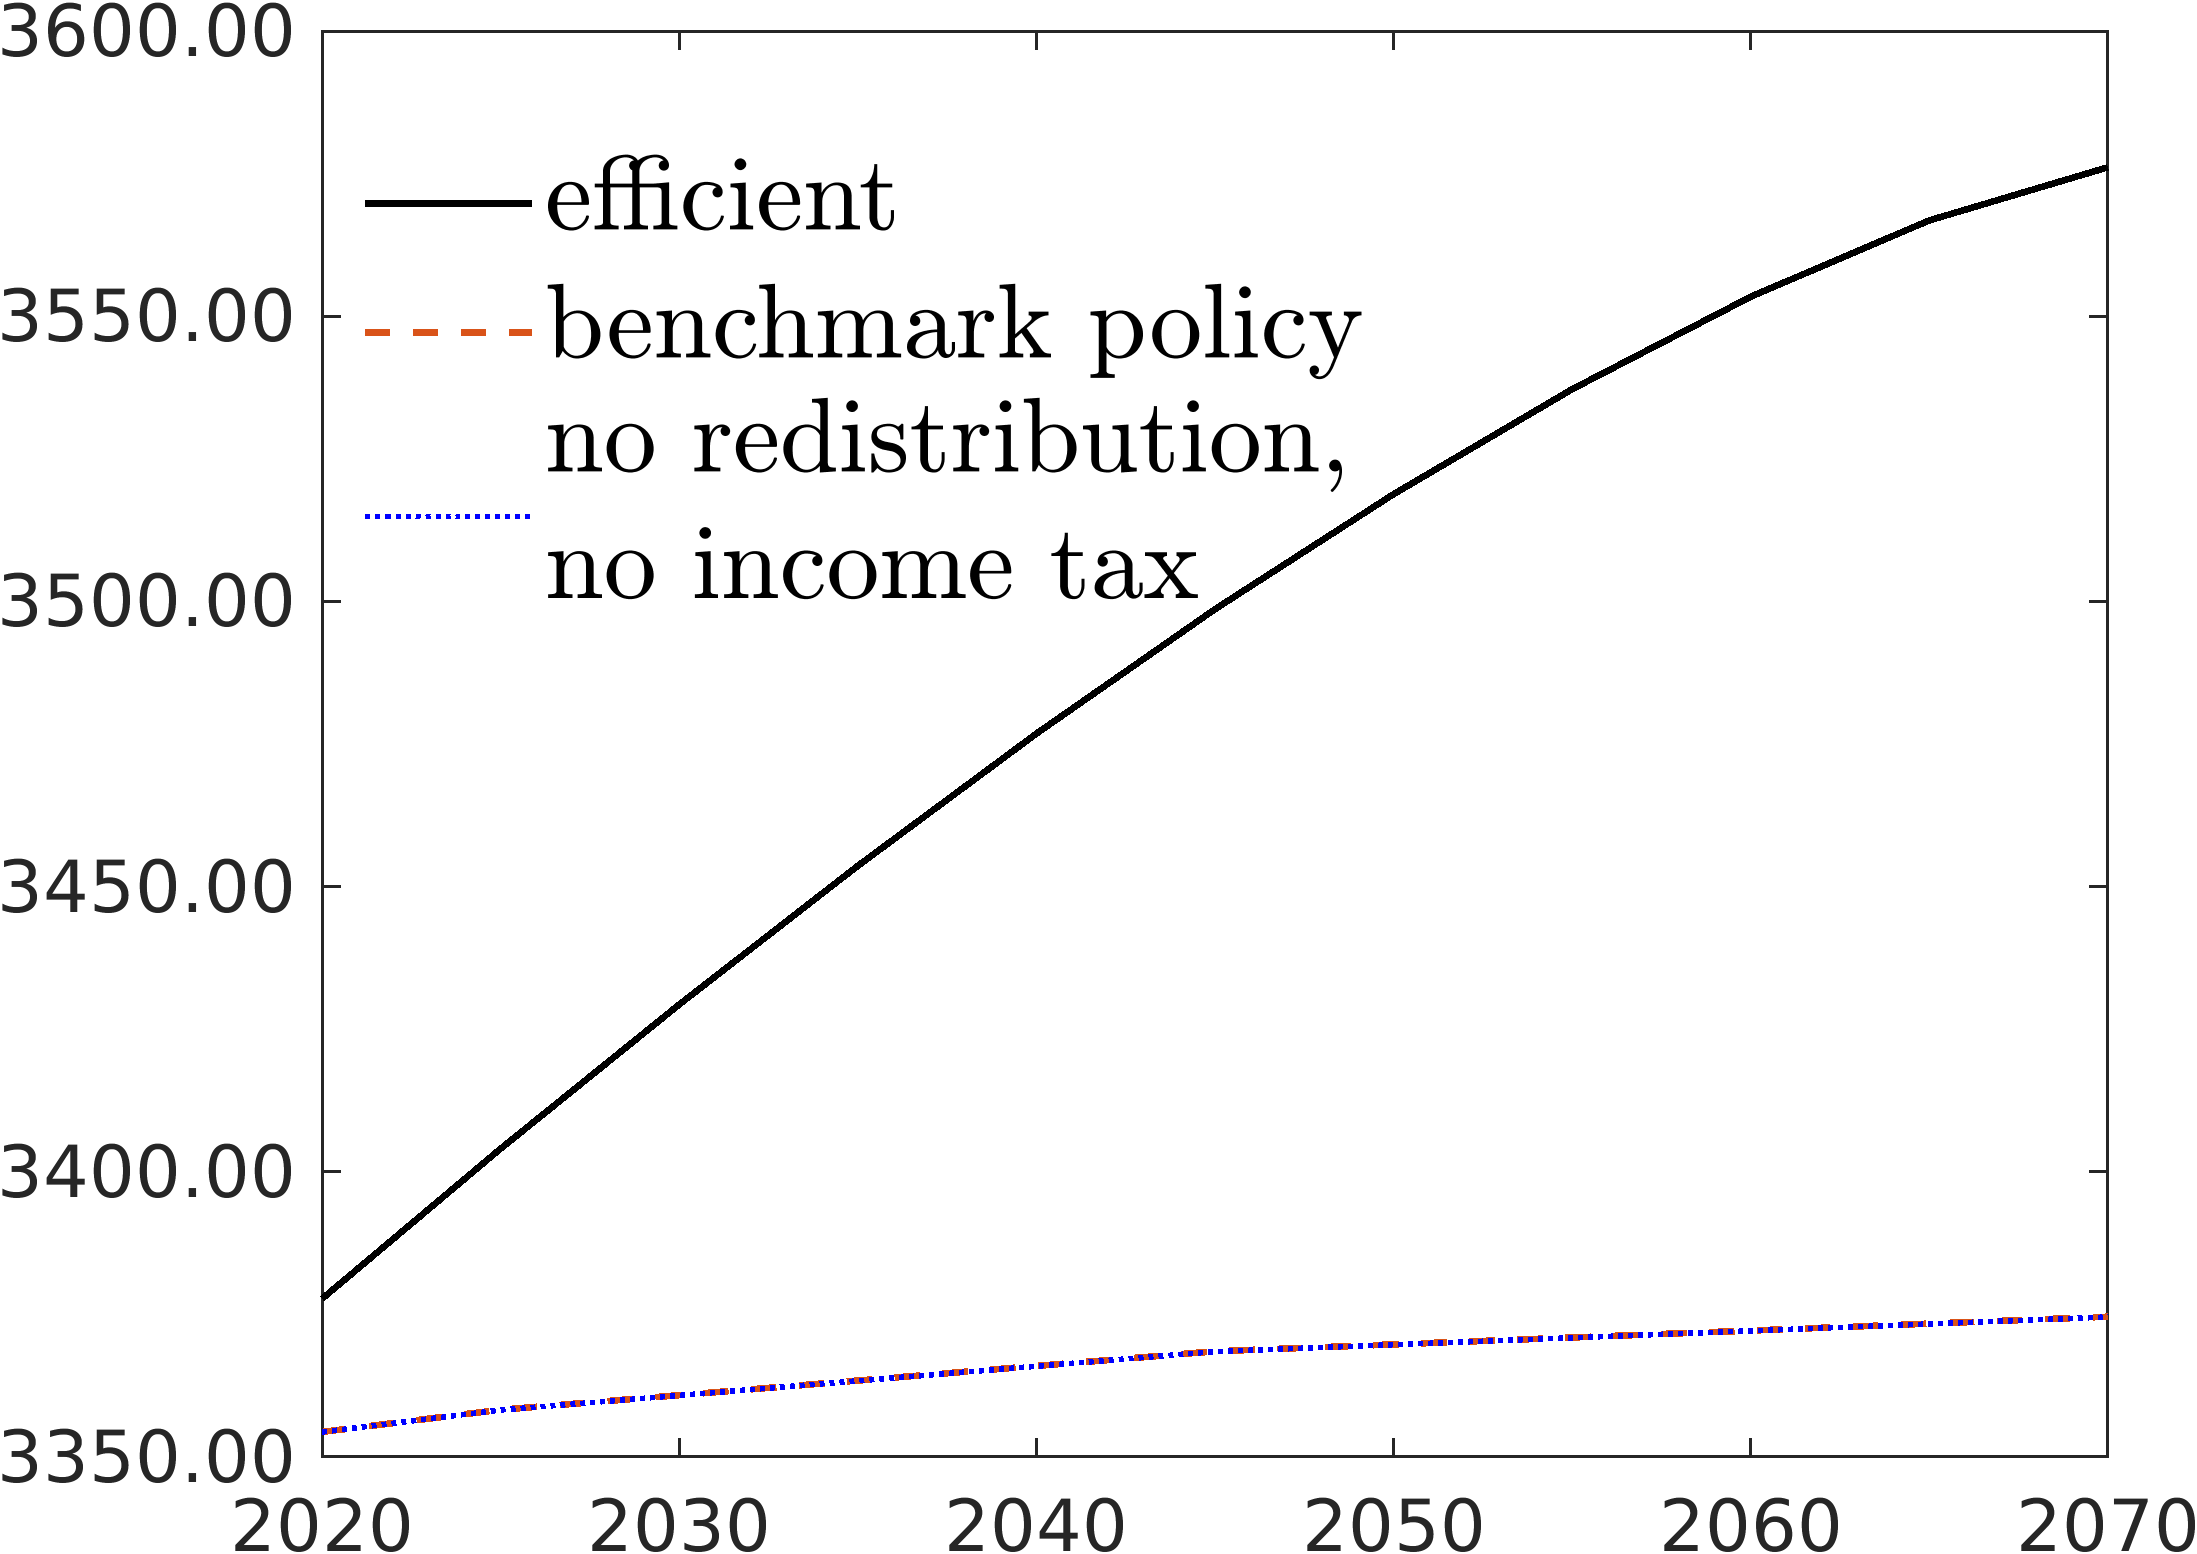 3600.00
3550.00
3500.00
3450.00
3400.00
3350.00
efficient
benchmark policy
no redistribution,
no income tax
2020 2030 2040 2050 2060 2070